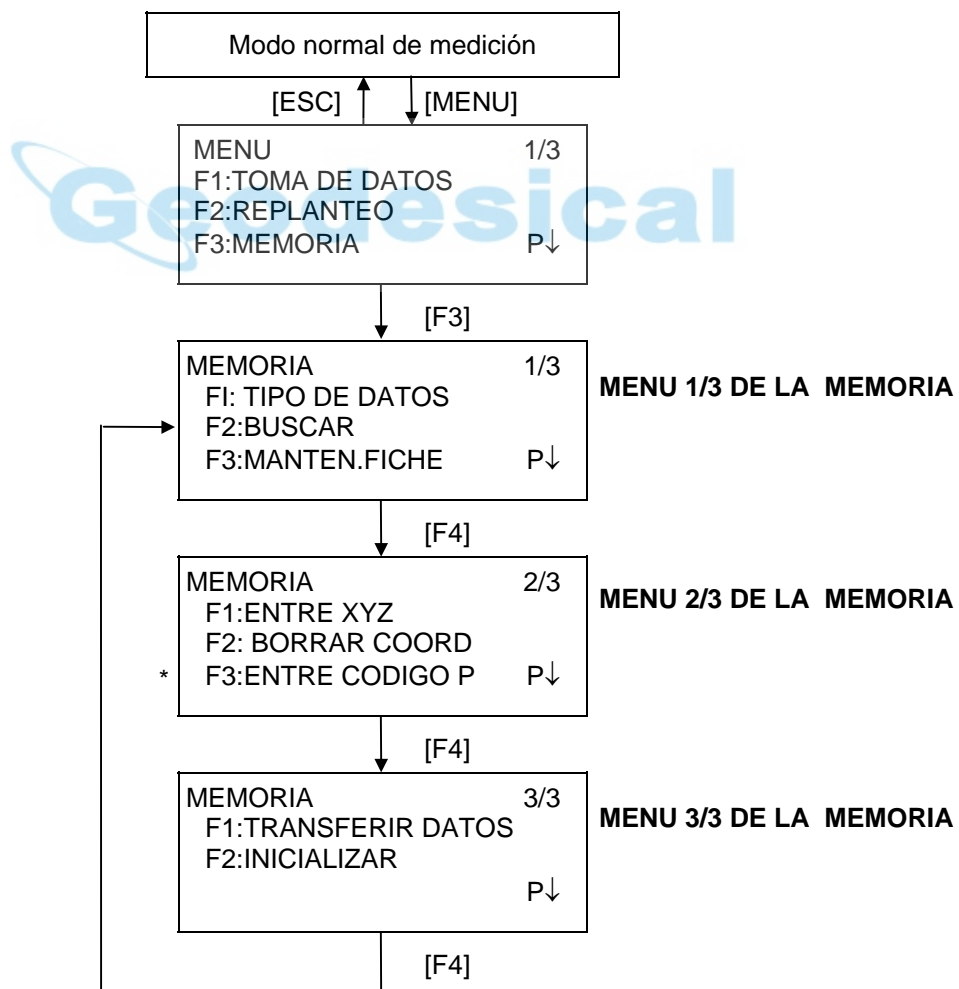 Modo normal de medición
[ESC] [MENU]
Geodesical
MENU 1/3
F1:TOMA DE DATOS
F2:REPLANTEO
F3:MEMORIA P↓
[F3]
MEMORIA 1/3
FI: TIPO DE DATOS
F2:BUSCAR
F3:MANTEN.FICHE P↓
MENU 1/3 DE LA MEMORIA
[F4]
MEMORIA 2/3
F1:ENTRE XYZ
F2: BORRAR COORD
* F3:ENTRE CODIGO P P↓
MENU 2/3 DE LA MEMORIA
[F4]
MEMORIA 3/3
F1:TRANSFERIR DATOS
F2:INICIALIZAR
P↓
MENU 3/3 DE LA MEMORIA
[F4]